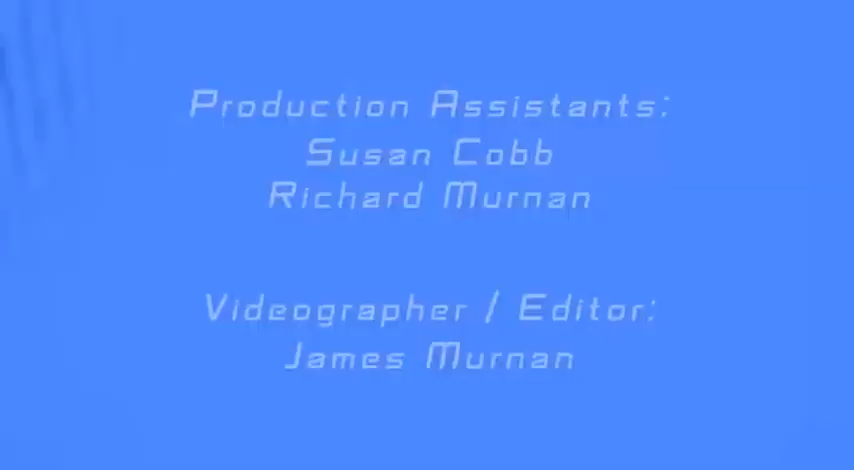 Production Assistants:
Susan Cobb
Richard Murnan
Videographer / Editor:
James Murnan